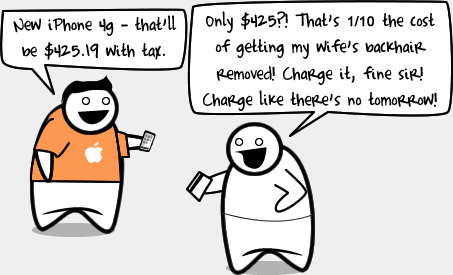 New iPhone 4g - that'll
be $425.19 with tax.
Only $425?! That's 1/10 the cost
of getting my wife's backhair
removed! Charge it, fine sir!
Charge like there's no tomorrow!